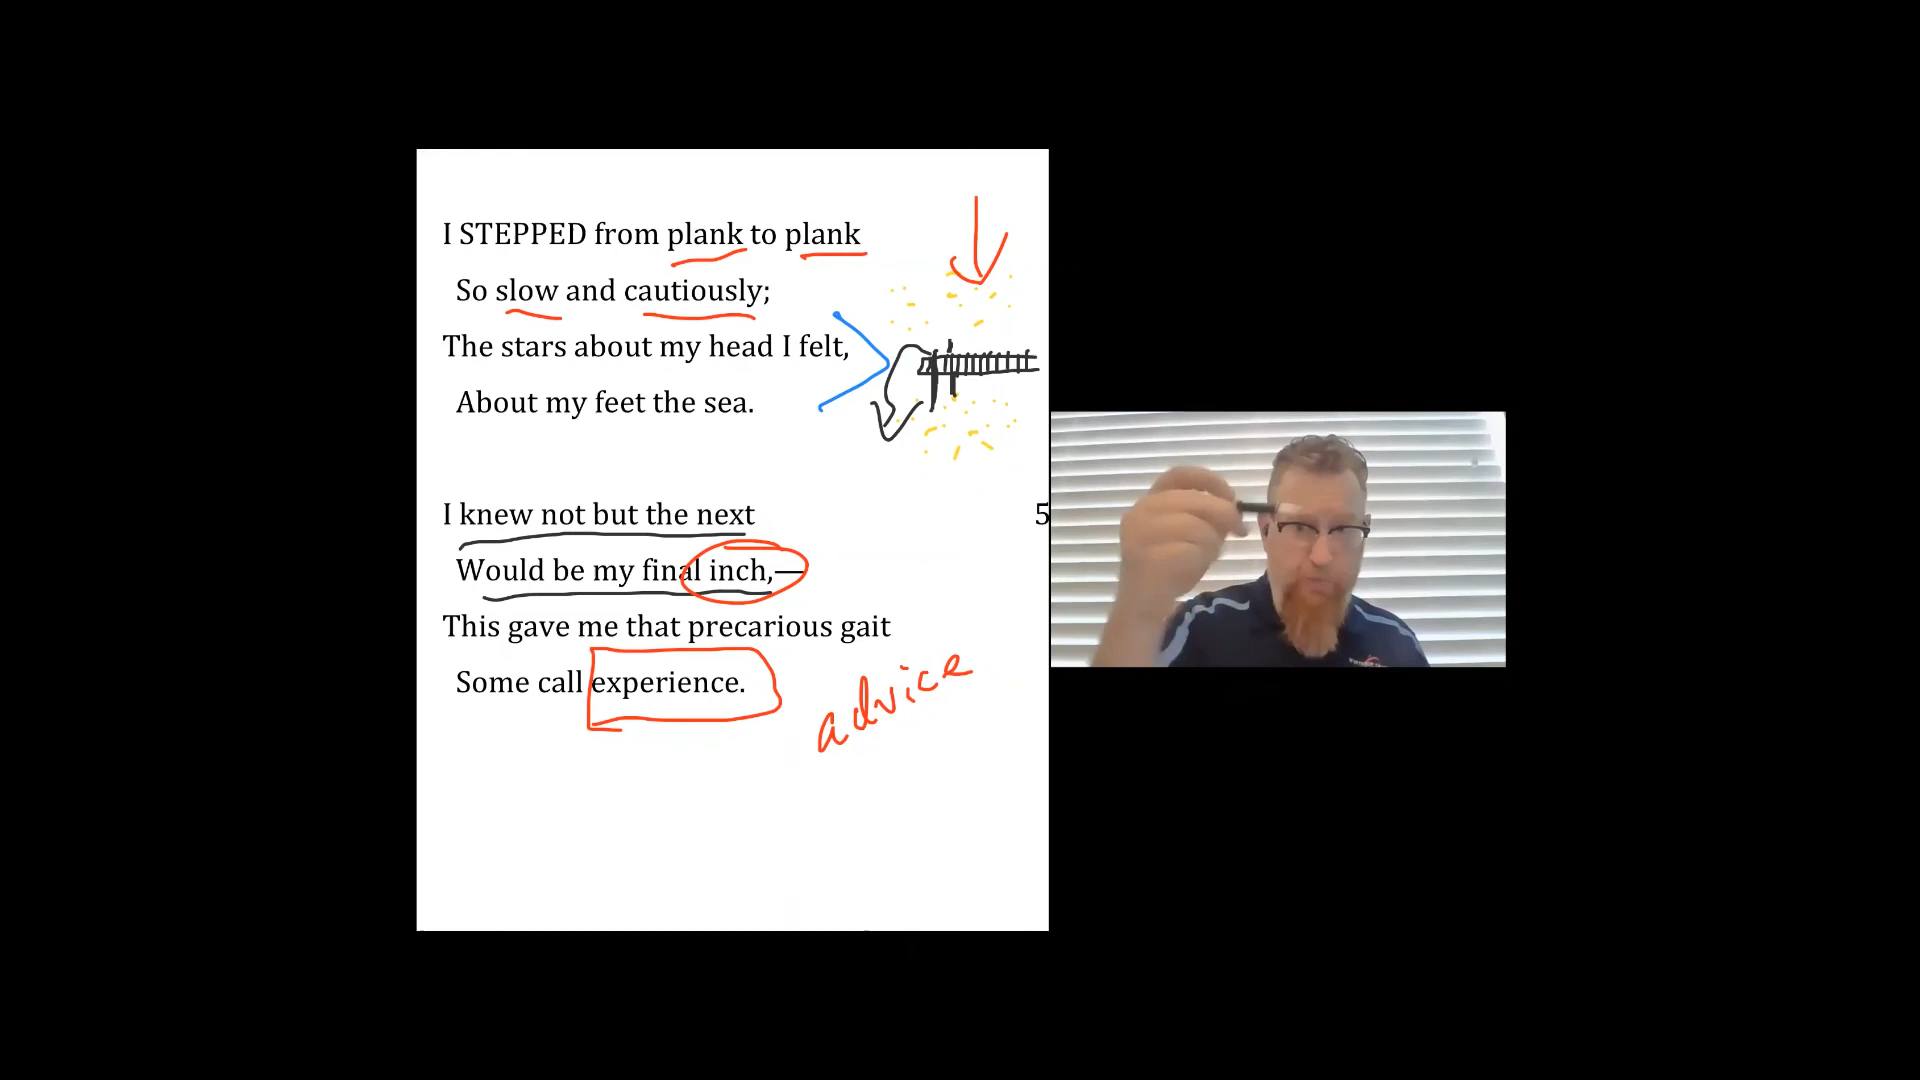 I STEPPED from plank to plank
So slow and cautiously;
The stars about my head I felt,
About my feet the sea.
I knew not but the next
5
Would be my final inch,—
This gave me that precarious gait
Some call experience.
advice